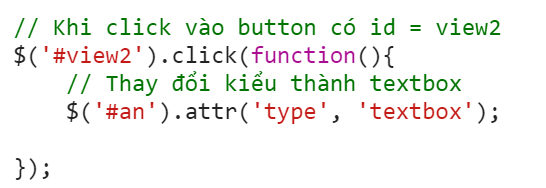 // Khi click vào button có id = view2
$('#view2').click(function(){
    // Thay đổi kiểu thành textbox
    $('#an').attr('type', 'textbox');
});